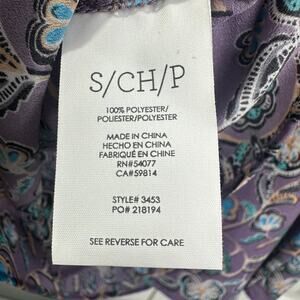 S/CH/P
100% POLYESTER/
POLIESTER/POLYESTER
MADE IN CHINA
HECHO EN CHINA
FABRIQUÉ EN CHINE
RN#54077
CA#59814
STYLE# 3453
PO# 218194
SEE REVERSE FOR CARE